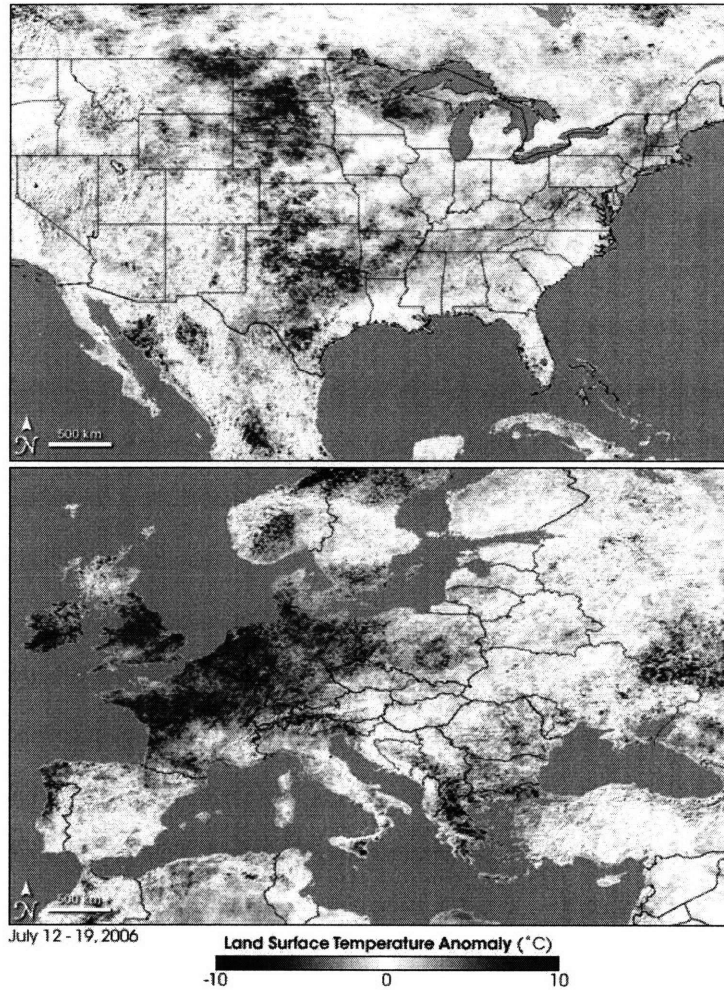 N
500 km
N
500 km
July 12 - 19, 2006
Land Surface Temperature Anomaly (°C)
-10 0 10